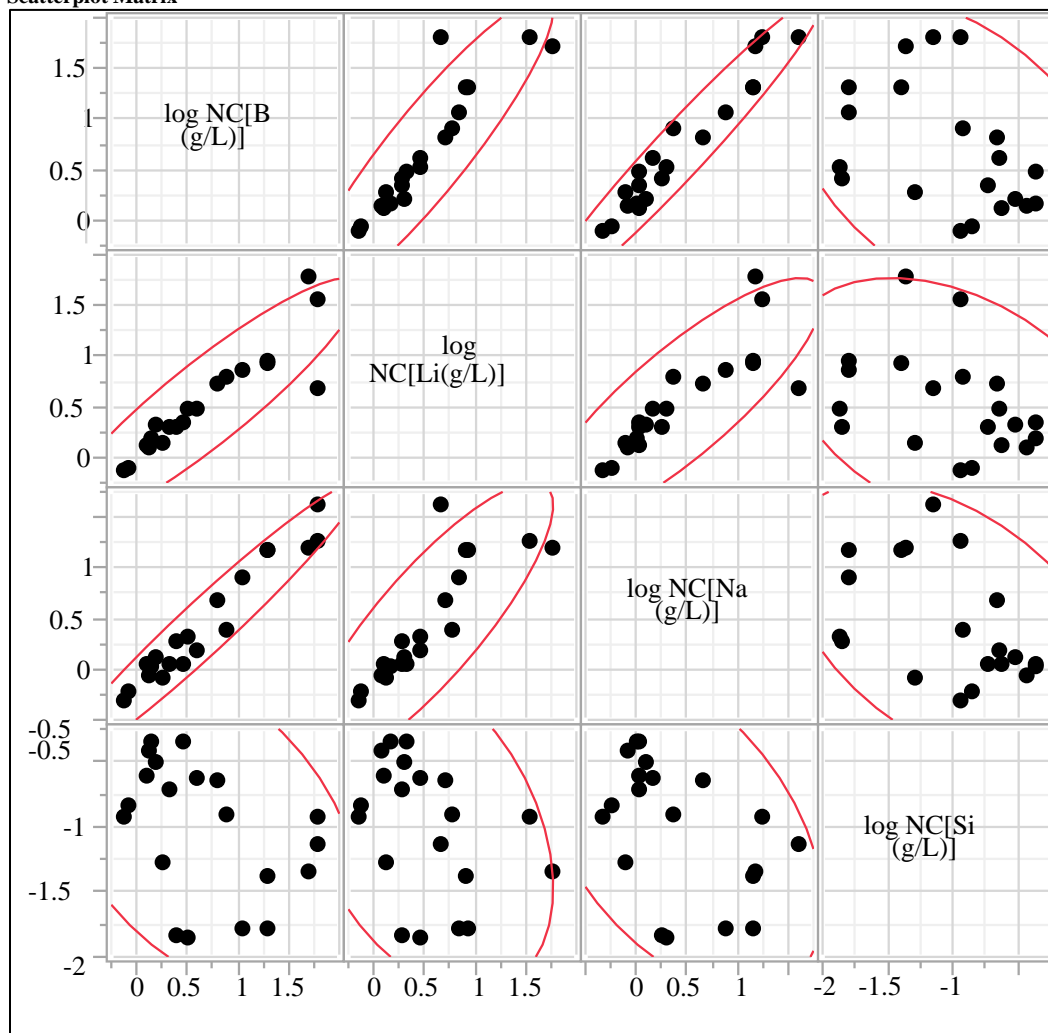 Scatterplot Matrix
1.5
1
0.5
0
log NC[B
(g/L)]
1.5
1
0.5
0
log
NC[Li(g/L)]
1
0.5
0
-0.5
log NC[Na
(g/L)]
-0.5
-1
-1.5
-2
log NC[Si
(g/L)]
0 0.5 1 1.5 0 0.5 1 1.5 0 0.5 1 -2 -1.5 -1